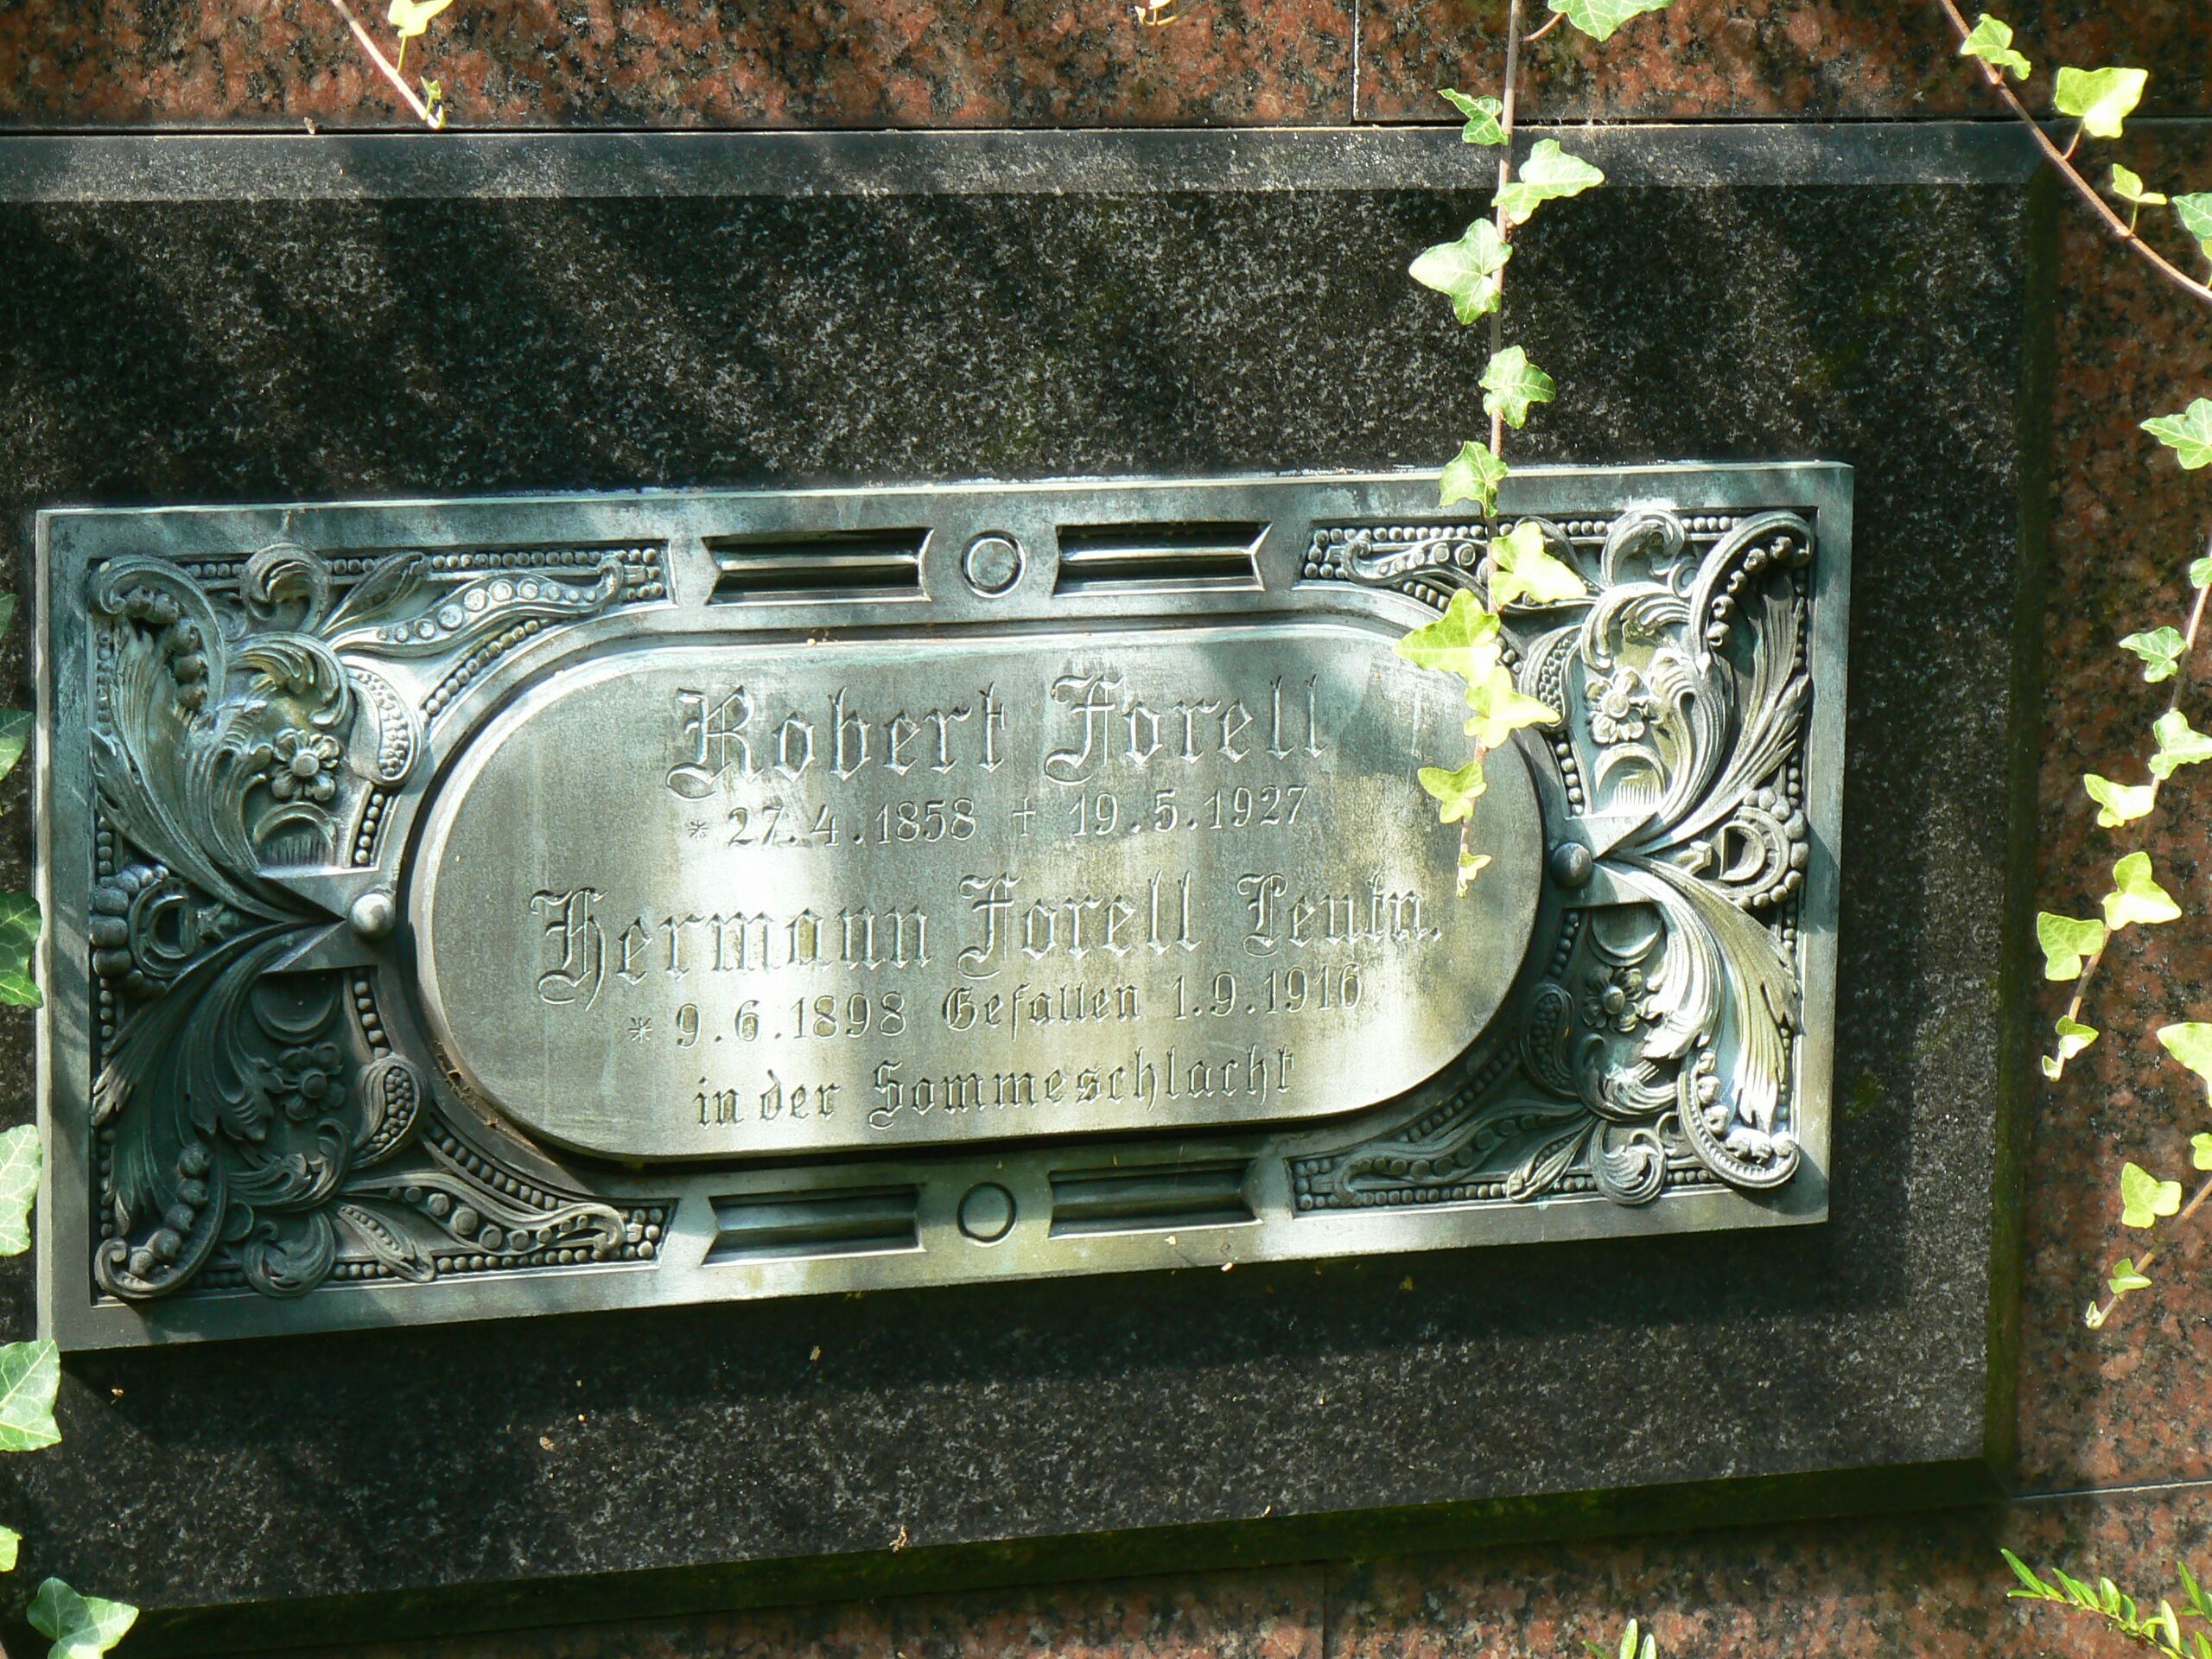 Robert Forell
* 27.4.1858 + 19.5.1927
Hermann Forell Leutn.
* 9.6.1898 Gefallen 1.9.1916
in der Sommeschlacht